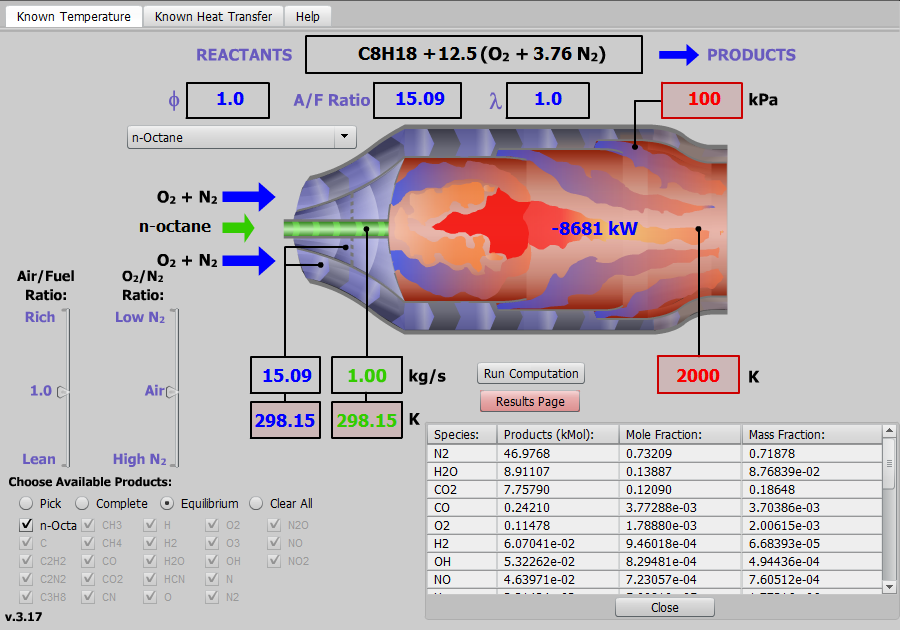 Known Temperature Known Heat Transfer Help
REACTANTS C8H18 +12.5 (O₂ + 3.76 N₂) PRODUCTS
ϕ 1.0 A/F Ratio 15.09 λ 1.0 100 kPa
n-Octane
O₂ + N₂
n-octane -8681 kW
O₂ + N₂
Air/Fuel O₂/N₂
Ratio: Ratio:
Rich Low N₂
1.0 Air
Lean High N₂
15.09 1.00 kg/s Run Computation 2000 K
298.15 298.15 K Results Page
Species: Products (kMol): Mole Fraction: Mass Fraction:
N2 46.9768 0.73209 0.71878
H2O 8.91107 0.13887 8.76839e-02
CO2 7.75790 0.12090 0.18648
CO 0.24210 3.77288e-03 3.70386e-03
O2 0.11478 1.78880e-03 2.00615e-03
H2 6.07041e-02 9.46018e-04 6.68393e-05
OH 5.32262e-02 8.29481e-04 4.94436e-04
NO 4.63971e-02 7.23057e-04 7.60512e-04
Close
Choose Available Products:
Pick Complete Equilibrium Clear All
n-Octa CH3 H O2 N2O
C CH4 H2 O3 NO
C2H2 CO H2O OH NO2
C2N2 CO2 HCN N
C3H8 CN O N2
v.3.17